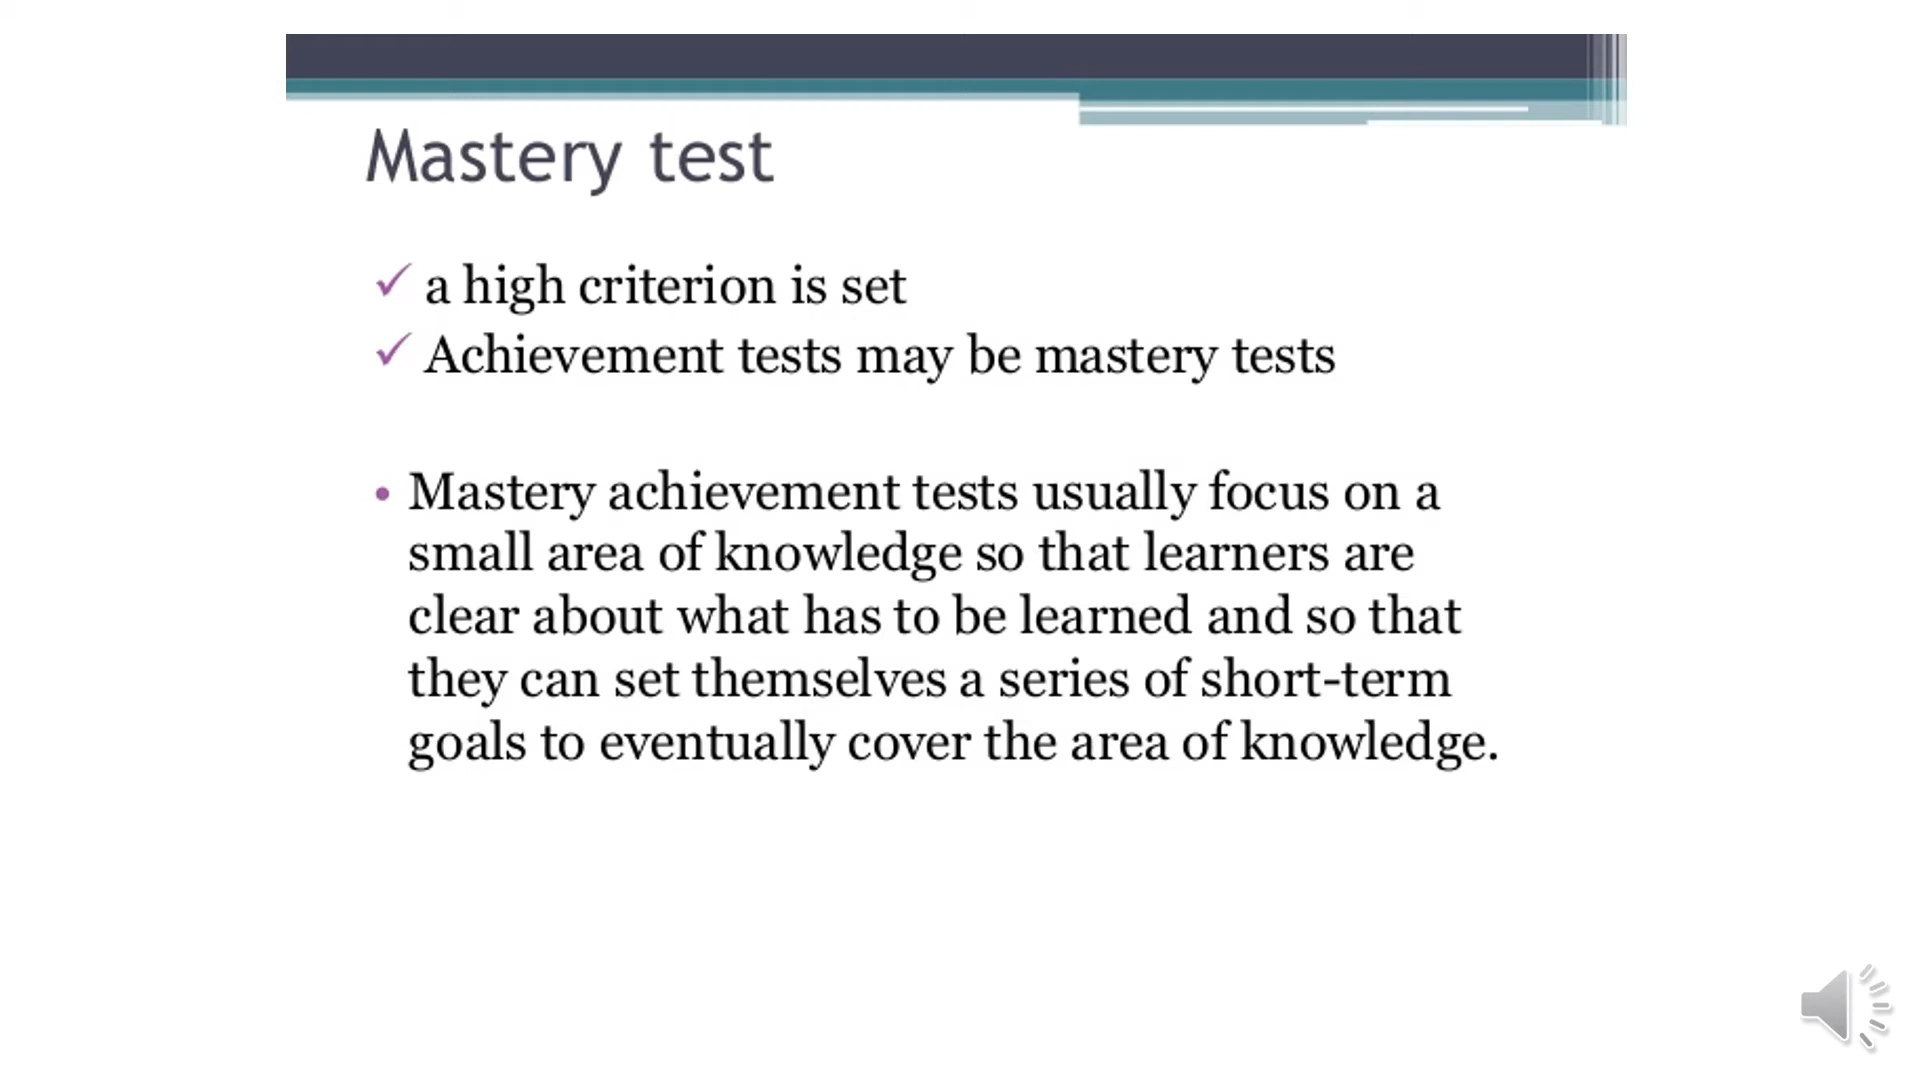 Mastery test
✓ a high criterion is set
✓ Achievement tests may be mastery tests
• Mastery achievement tests usually focus on a
small area of knowledge so that learners are
clear about what has to be learned and so that
they can set themselves a series of short-term
goals to eventually cover the area of knowledge.